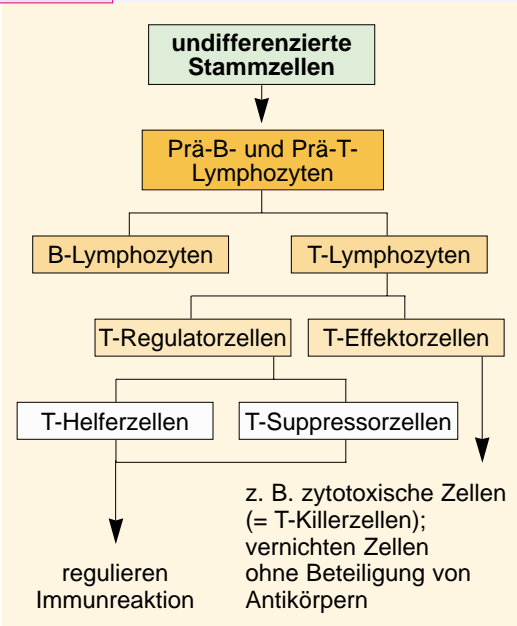 undifferenzierte
Stammzellen
Prä-B- und Prä-T-
Lymphozyten
B-Lymphozyten
T-Lymphozyten
T-Regulatorzellen
T-Effektorzellen
T-Helferzellen
T-Suppressorzellen
z. B. zytotoxische Zellen
(= T-Killerzellen);
vernichten Zellen
ohne Beteiligung von
Antikörpern
regulieren
Immunreaktion